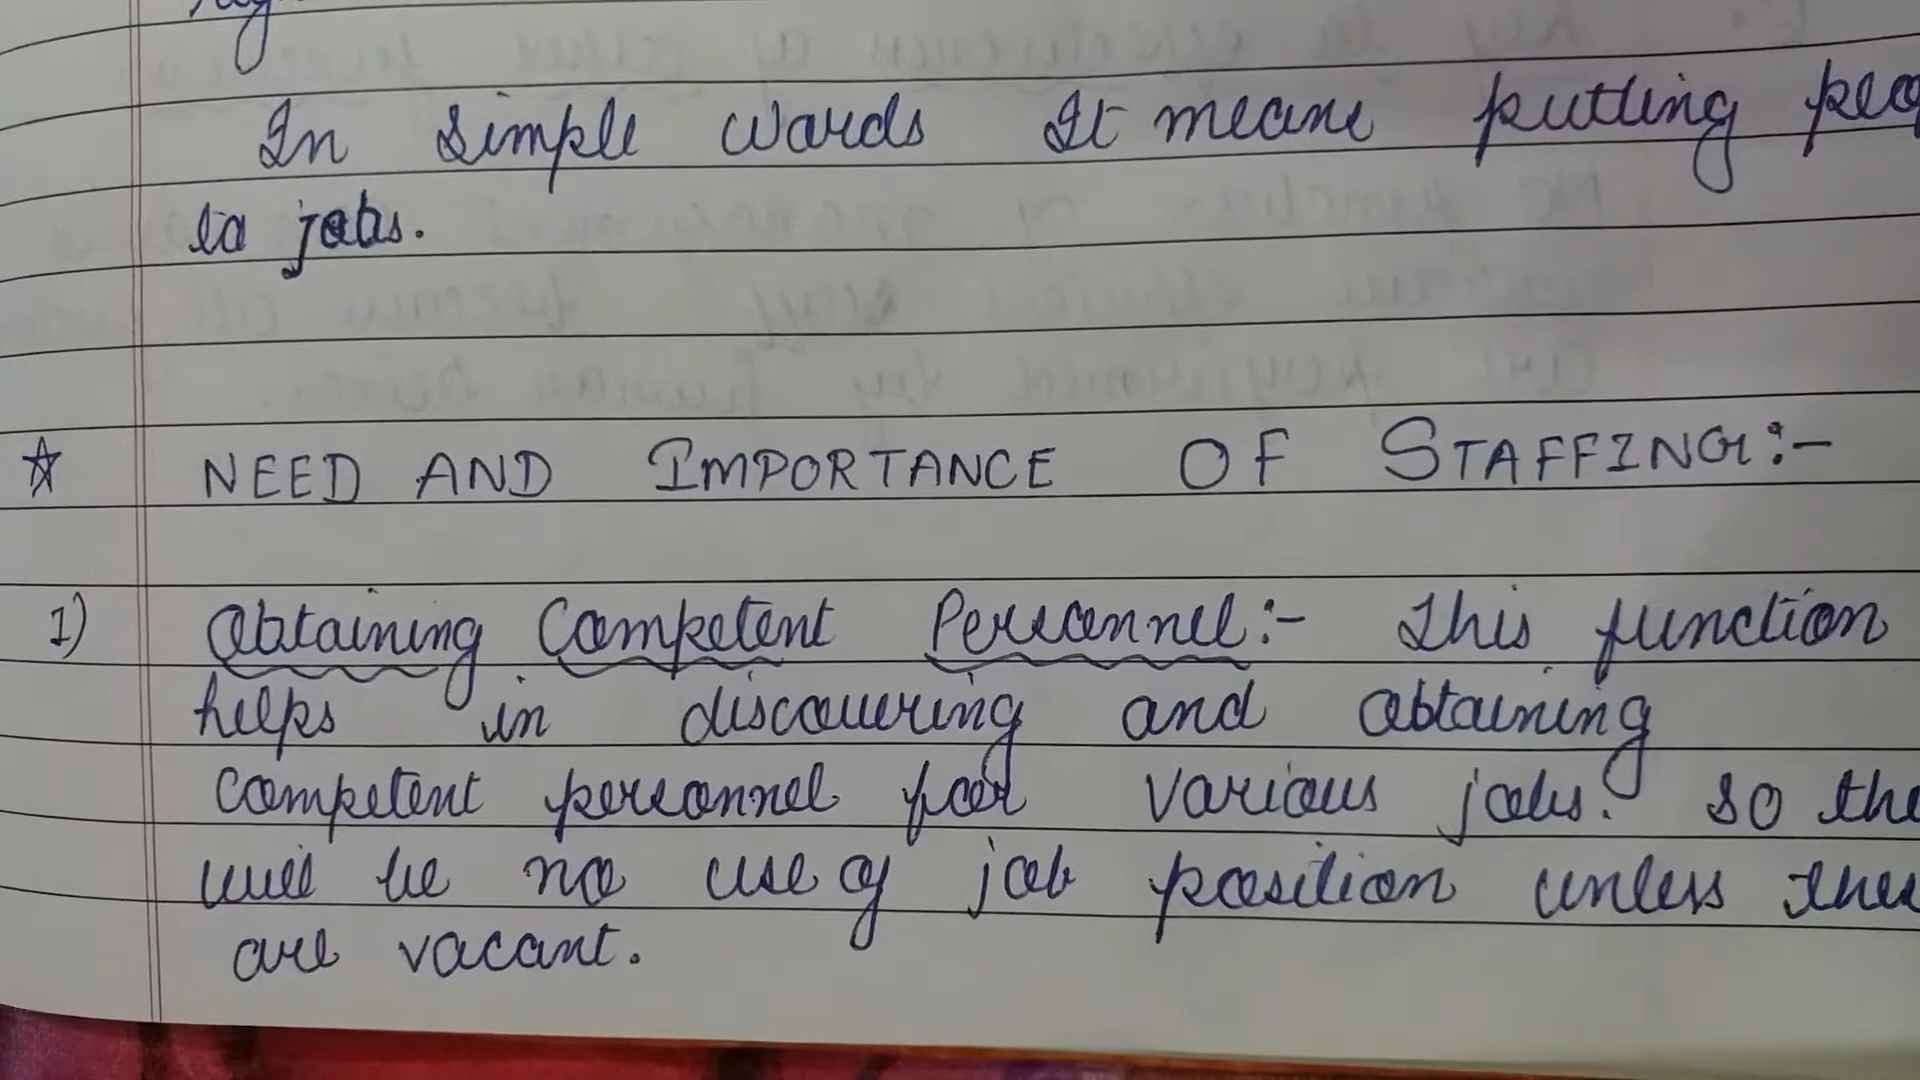 In simple words It means putting peo
to jobs.
☆ NEED AND IMPORTANCE OF STAFFING:-
1) Obtaining Competent Personnel:- This function
helps in discovering and obtaining
competent personnel for various jobs. so the
will be no use of job position unless
are vacant.